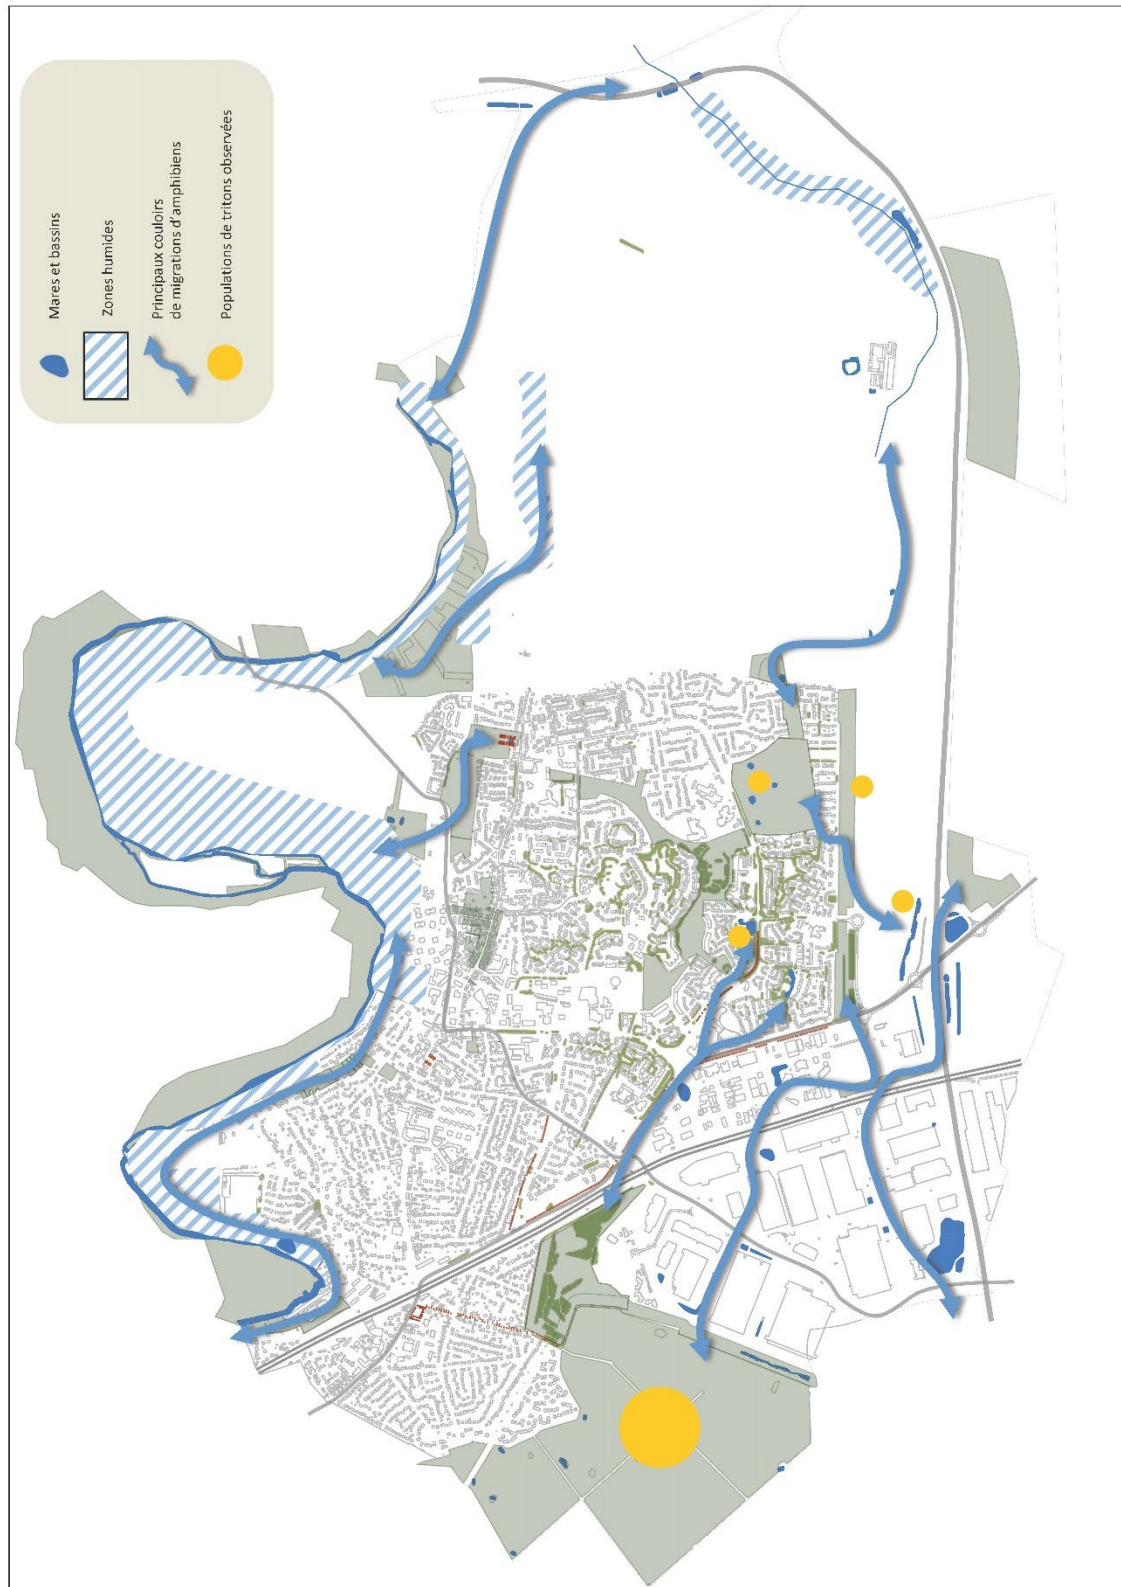 Mares et bassins
Zones humides
Principaux couloirs
de migrations d'amphibiens
Populations de tritons observées